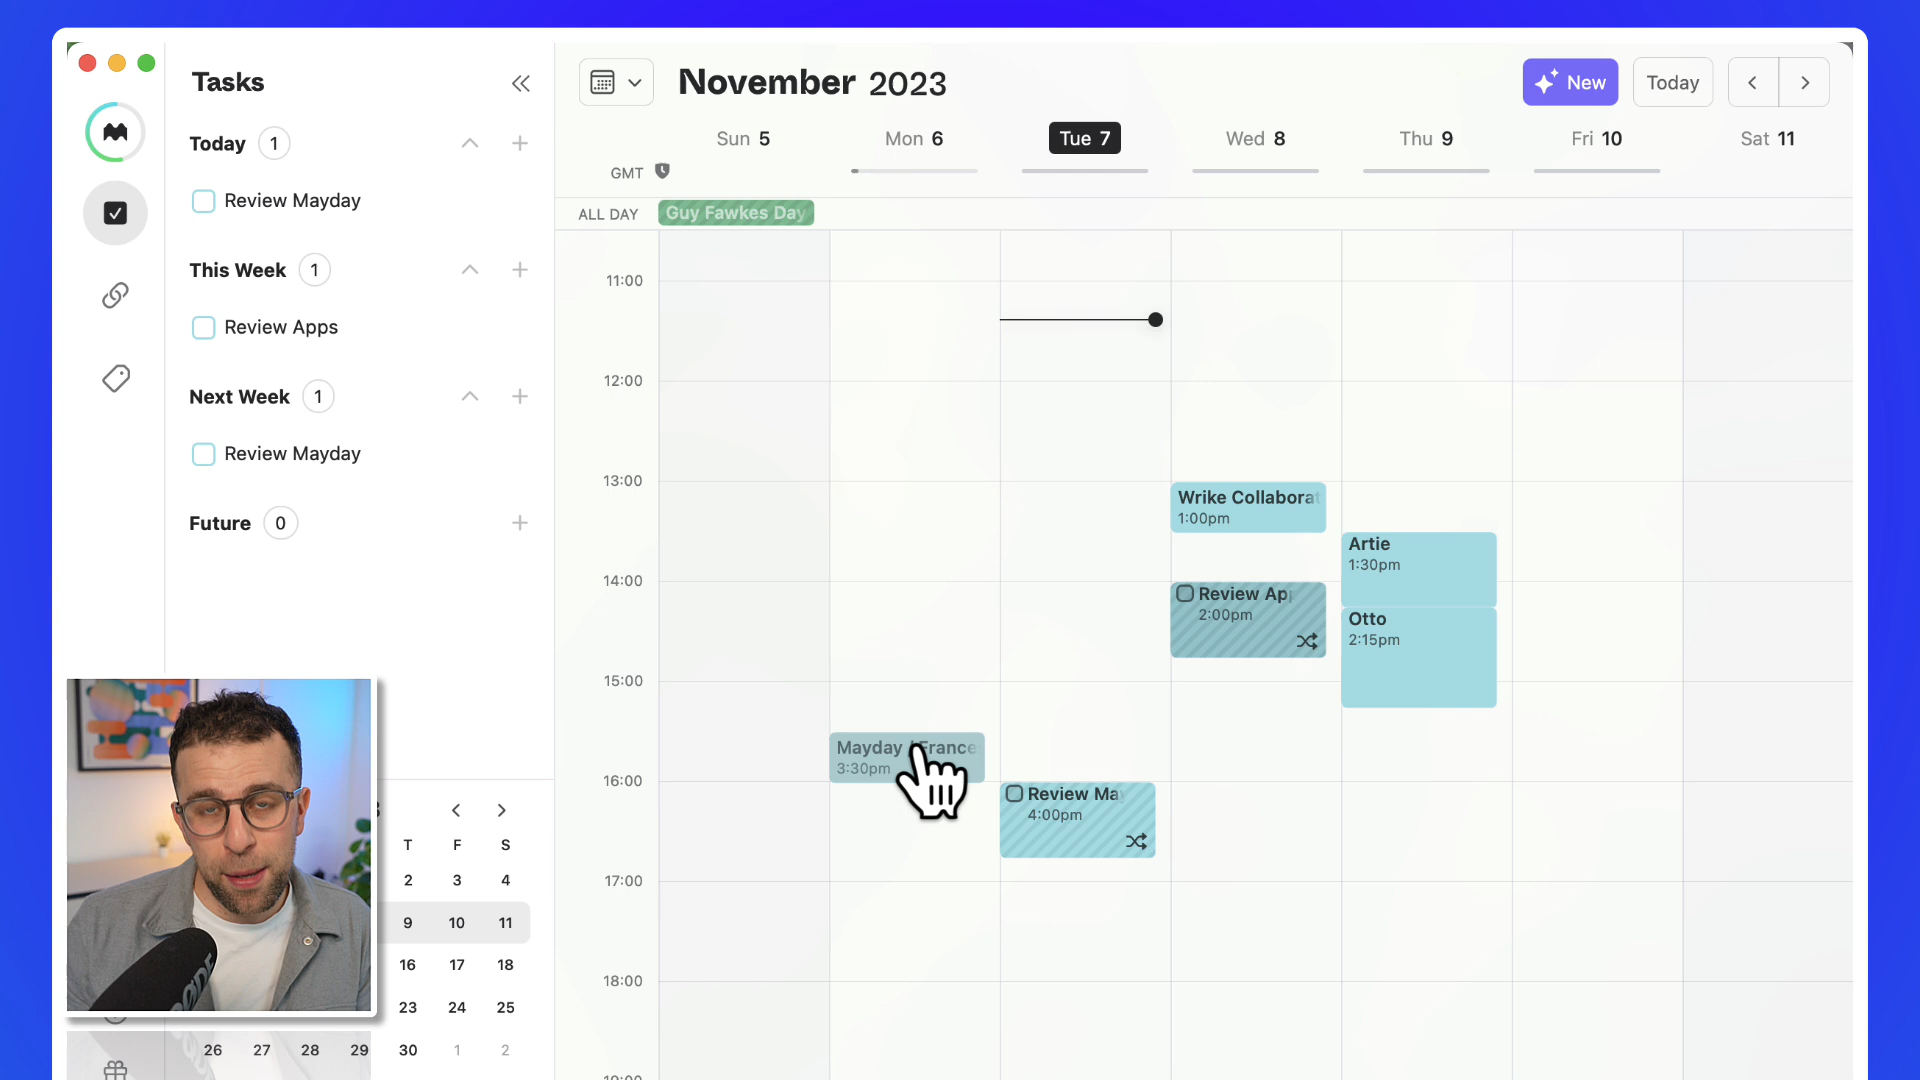 Tasks
Today 1
Review Mayday
This Week 1
Review Apps
Next Week 1
Review Mayday
Future 0
November 2023
New
Today
Sun 5
Mon 6
Tue 7
Wed 8
Thu 9
Fri 10
Sat 11
GMT
ALL DAY
Guy Fawkes Day
11:00
12:00
13:00
14:00
15:00
16:00
17:00
18:00
Wrike Collaborat
1:00pm
Artie
1:30pm
Review Ap
2:00pm
Otto
2:15pm
Mayday / France
3:30pm
Review Ma
4:00pm
T F S
2 3 4
9 10 11
16 17 18
23 24 25
26 27 28 29 30 1 2